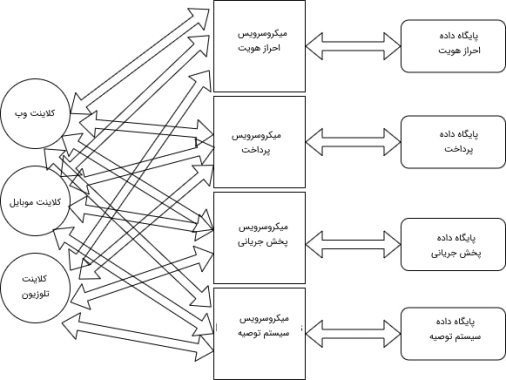 کلاینت وب
کلاینت موبایل
کلاینت
تلوزیون
میکروسرویس
احراز هویت
میکروسرویس
پرداخت
میکروسرویس
پخش جریانی
میکروسرویس
سیستم توصیه
پایگاه داده
احراز هویت
پایگاه داده
پرداخت
پایگاه داده
پخش جریانی
پایگاه داده
سیستم توصیه